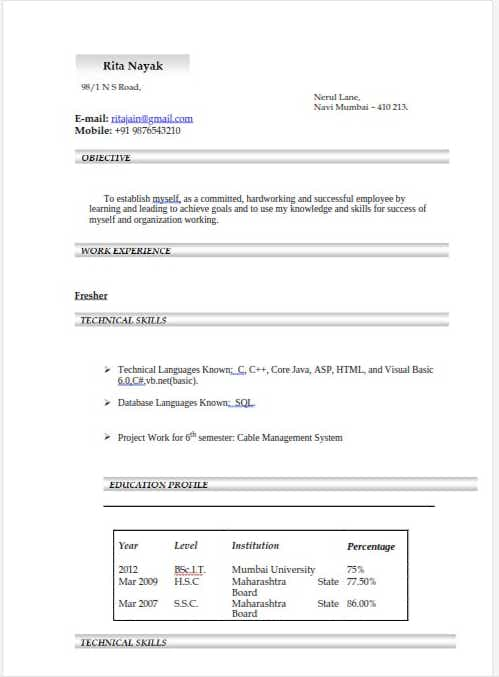 Rita Nayak
98/1 N S Road,
Nerul Lane,
Navi Mumbai – 410 213.
E-mail: ritajain@gmail.com
Mobile: +91 9876543210
OBJECTIVE
To establish myself, as a committed, hardworking and successful employee by
learning and leading to achieve goals and to use my knowledge and skills for success of
myself and organization working.
WORK EXPERIENCE
Fresher
TECHNICAL SKILLS
➢ Technical Languages Known: C, C++, Core Java, ASP, HTML, and Visual Basic
6.0,C#,vb.net(basic).
➢ Database Languages Known: SQL.
➢ Project Work for 6th semester: Cable Management System
EDUCATION PROFILE
Year Level Institution Percentage
2012 BSc.I.T. Mumbai University 75%
Mar 2009 H.S.C Maharashtra State 77.50%
Board
Mar 2007 S.S.C. Maharashtra State 86.00%
Board
TECHNICAL SKILLS